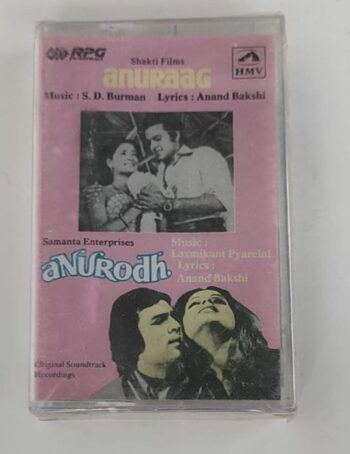 RPG
Shakti Films
HMV
anuraag
Music : S. D. Burman Lyrics : Anand Bakshi
Samanta Enterprises
aNURodh
Music :
Laxmikant Pyarelal
Lyrics :
Anand Bakshi
Original Soundtrack
Recordings